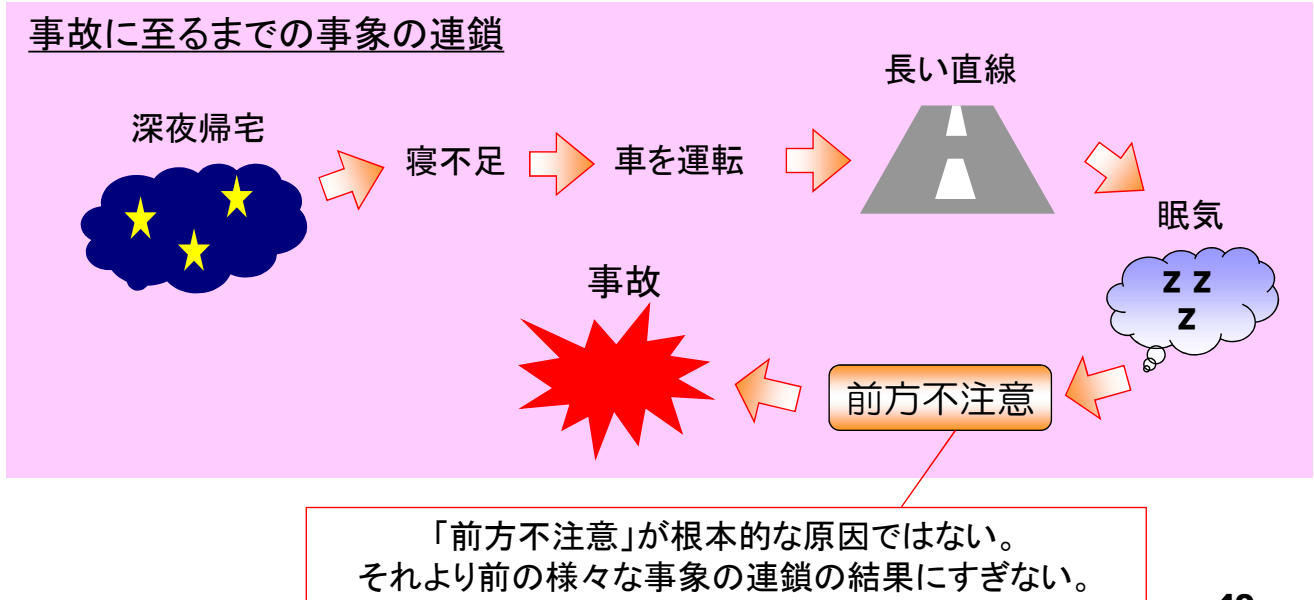 事故に至るまでの事象の連鎖
深夜帰宅
寝不足
車を運転
長い直線
眠気
z z
z
前方不注意
事故
「前方不注意」が根本的な原因ではない。
それより前の様々な事象の連鎖の結果にすぎない。